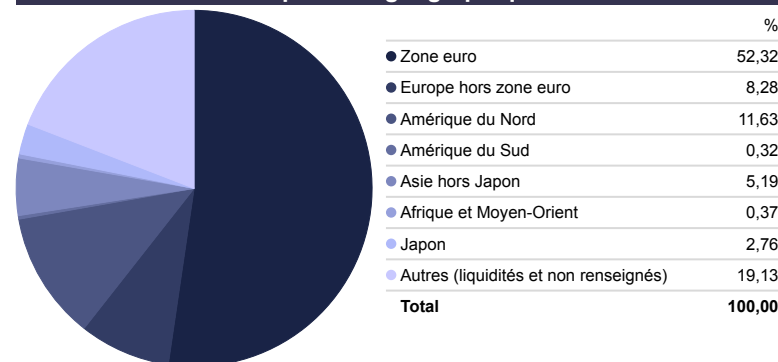 %
Zone euro 52,32
Europe hors zone euro 8,28
Amérique du Nord 11,63
Amérique du Sud 0,32
Asie hors Japon 5,19
Afrique et Moyen-Orient 0,37
Japon 2,76
Autres (liquidités et non renseignés) 19,13
Total 100,00